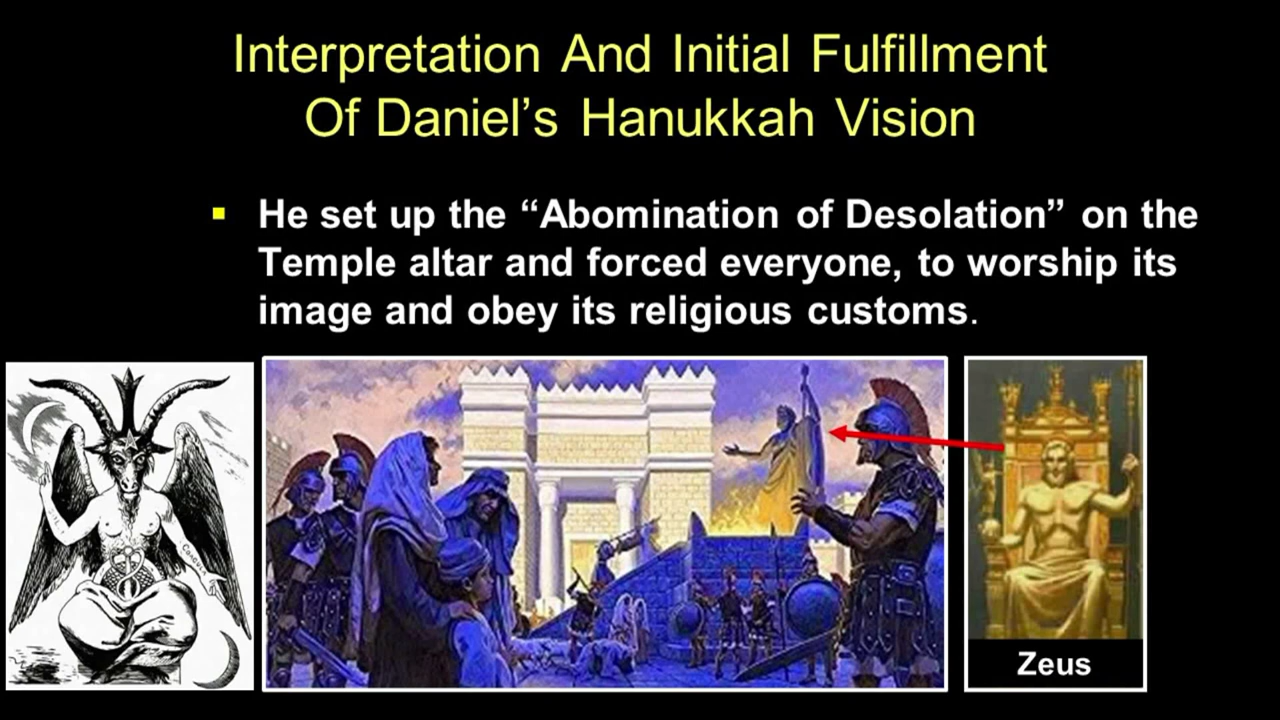 Interpretation And Initial Fulfillment
Of Daniel’s Hanukkah Vision
▪ He set up the “Abomination of Desolation” on the
Temple altar and forced everyone, to worship its
image and obey its religious customs.
Zeus